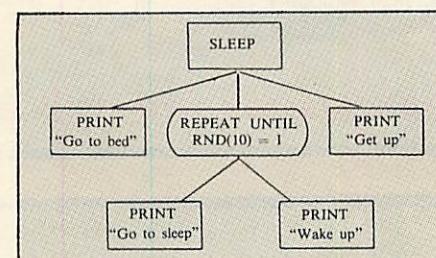 SLEEP
PRINT
"Go to bed"
REPEAT UNTIL
RND(10) = 1
PRINT
"Get up"
PRINT
"Go to sleep"
PRINT
"Wake up"